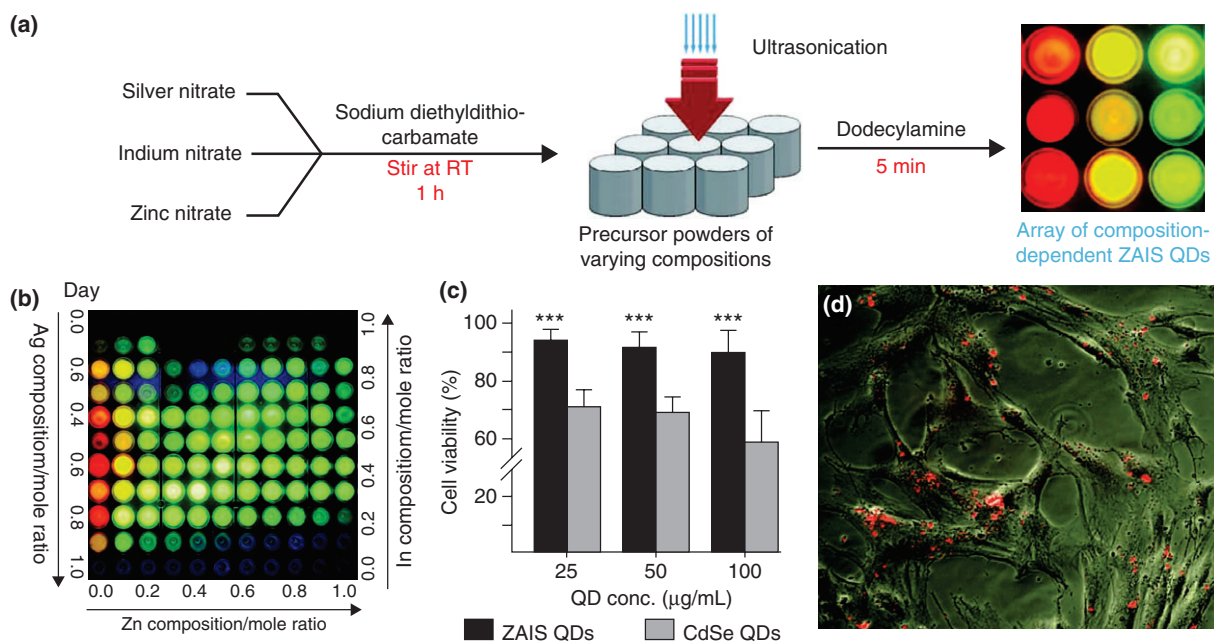 (a)
Silver nitrate
Indium nitrate
Zinc nitrate
Sodium diethyldithio-
carbamate
Stir at RT
1 h
Ultrasonication
Precursor powders of
varying compositions
Dodecylamine
5 min
Array of composition-
dependent ZAIS QDs
(b)
Day
Ag composition/mole ratio
0.0
0.6
0.4
0.6
0.8
1.0
1.0
0.8
0.6
0.4
0.2
0.0
In compositiom/mole ratio
0.0
0.2
0.4
0.6
0.8
1.0
Zn composition/mole ratio
(c)
Cell viability (%)
100
80
60
20
***
***
***
25
50
100
QD conc. (μg/mL)
ZAIS QDs
CdSe QDs
(d)